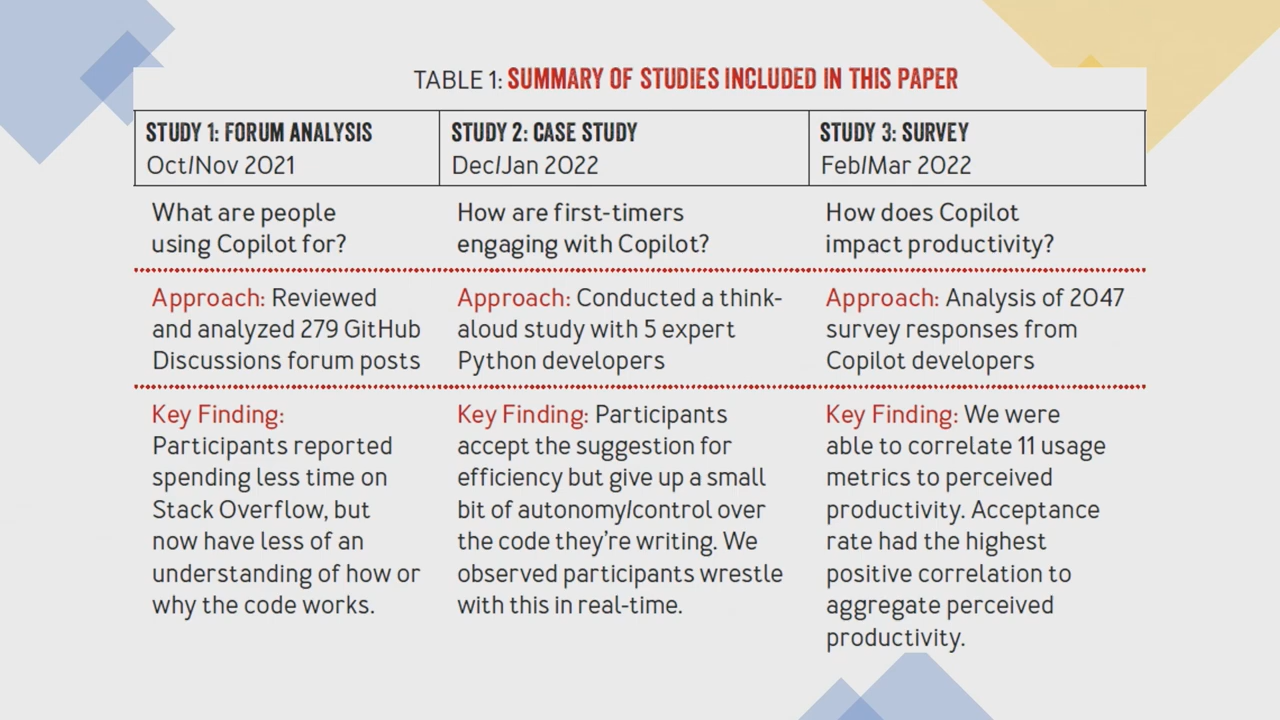 TABLE 1: SUMMARY OF STUDIES INCLUDED IN THIS PAPER
STUDY 1: FORUM ANALYSIS
Oct/Nov 2021
STUDY 2: CASE STUDY
Dec/Jan 2022
STUDY 3: SURVEY
Feb/Mar 2022
What are people
using Copilot for?
How are first-timers
engaging with Copilot?
How does Copilot
impact productivity?
Approach: Reviewed
and analyzed 279 GitHub
Discussions forum posts
Approach: Conducted a think-
aloud study with 5 expert
Python developers
Approach: Analysis of 2047
survey responses from
Copilot developers
Key Finding:
Participants reported
spending less time on
Stack Overflow, but
now have less of an
understanding of how or
why the code works.
Key Finding: Participants
accept the suggestion for
efficiency but give up a small
bit of autonomy/control over
the code they're writing. We
observed participants wrestle
with this in real-time.
Key Finding: We were
able to correlate 11 usage
metrics to perceived
productivity. Acceptance
rate had the highest
positive correlation to
aggregate perceived
productivity.